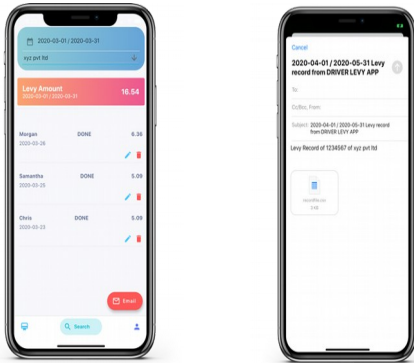 2020-03-01 / 2020-03-31
xyz pvt ltd
Levy Amount
2020-03-01 / 2020-03-31
16.54
Morgan DONE 6.36
2020-03-26
Samantha DONE 5.09
2020-03-25
Chris DONE 5.09
2020-03-23
Email
Search
Cancel
2020-04-01 / 2020-05-31 Levy
record from DRIVER LEVY APP
To:
Cc/Bcc, From:
Subject: 2020-04-01 / 2020-05-31 Levy record
from DRIVER LEVY APP
Levy Record of 1234567 of xyz pvt ltd